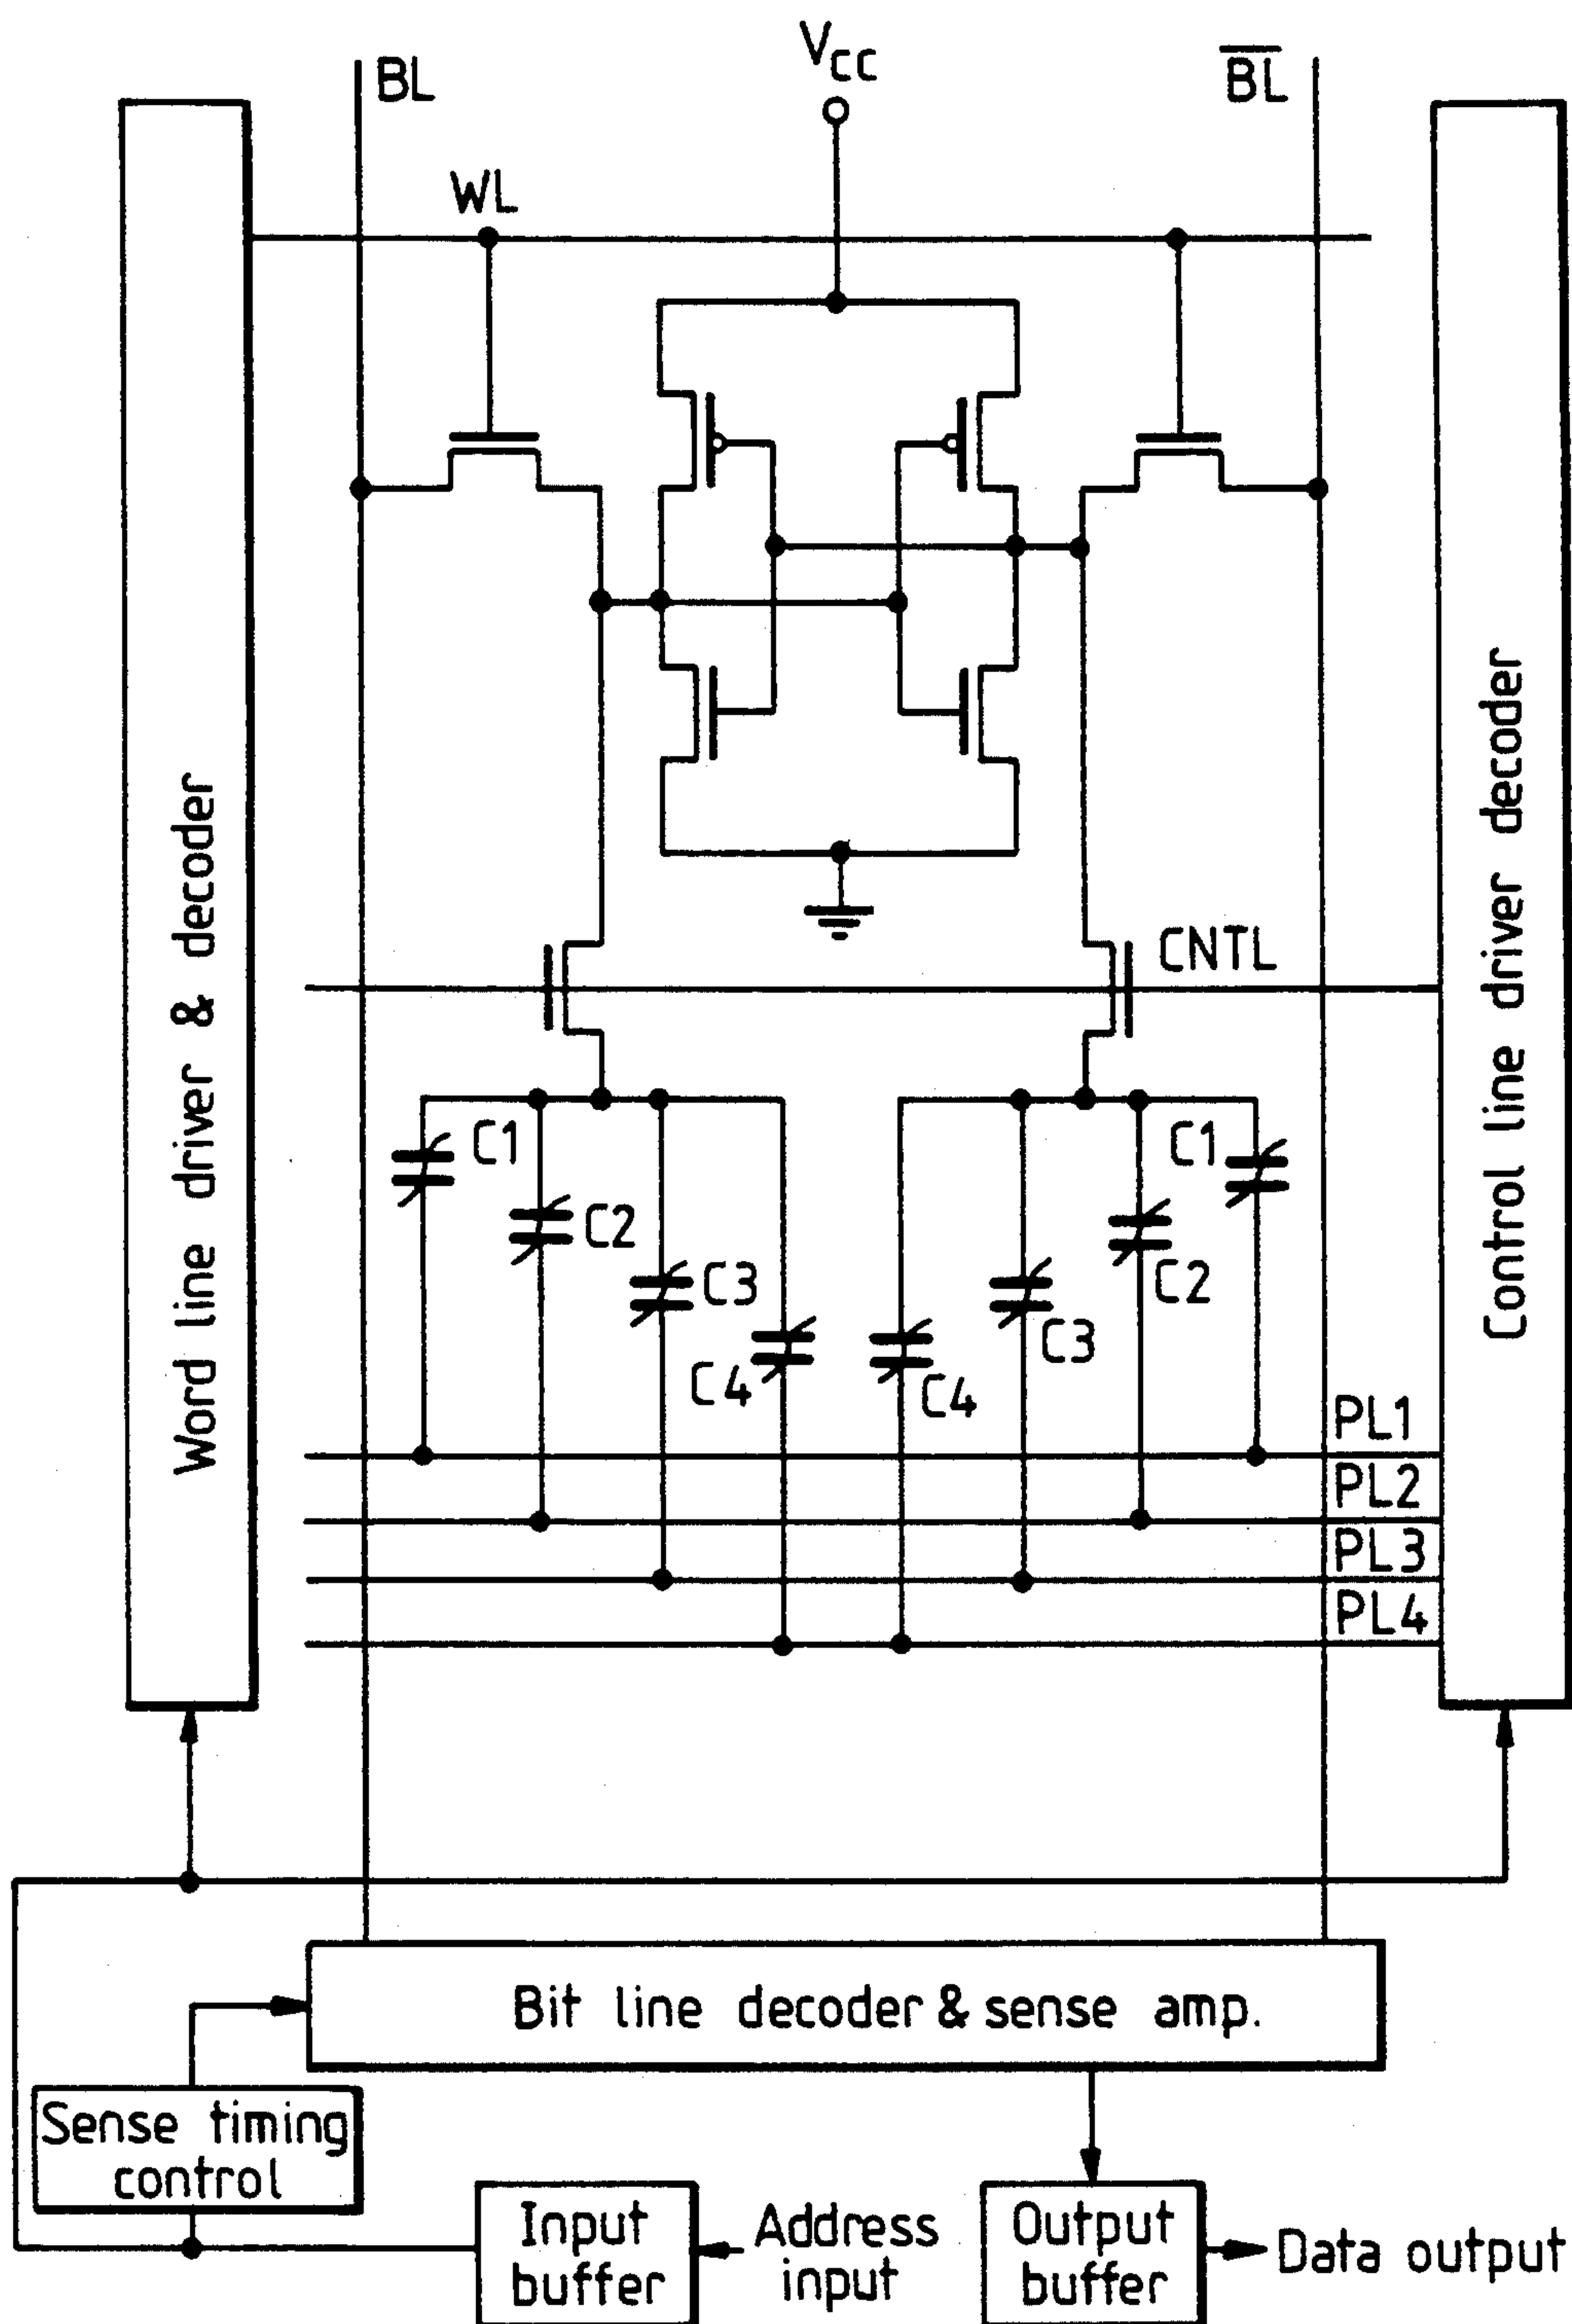 BL
V_CC
B̅L̅
WL
Word line driver & decoder
Control line driver decoder
CNTL
C1
C2
C3
C4
C1
C2
C3
C4
PL1
PL2
PL3
PL4
Bit line decoder & sense amp.
Sense timing
control
Input
buffer
Address
input
Output
buffer
Data output